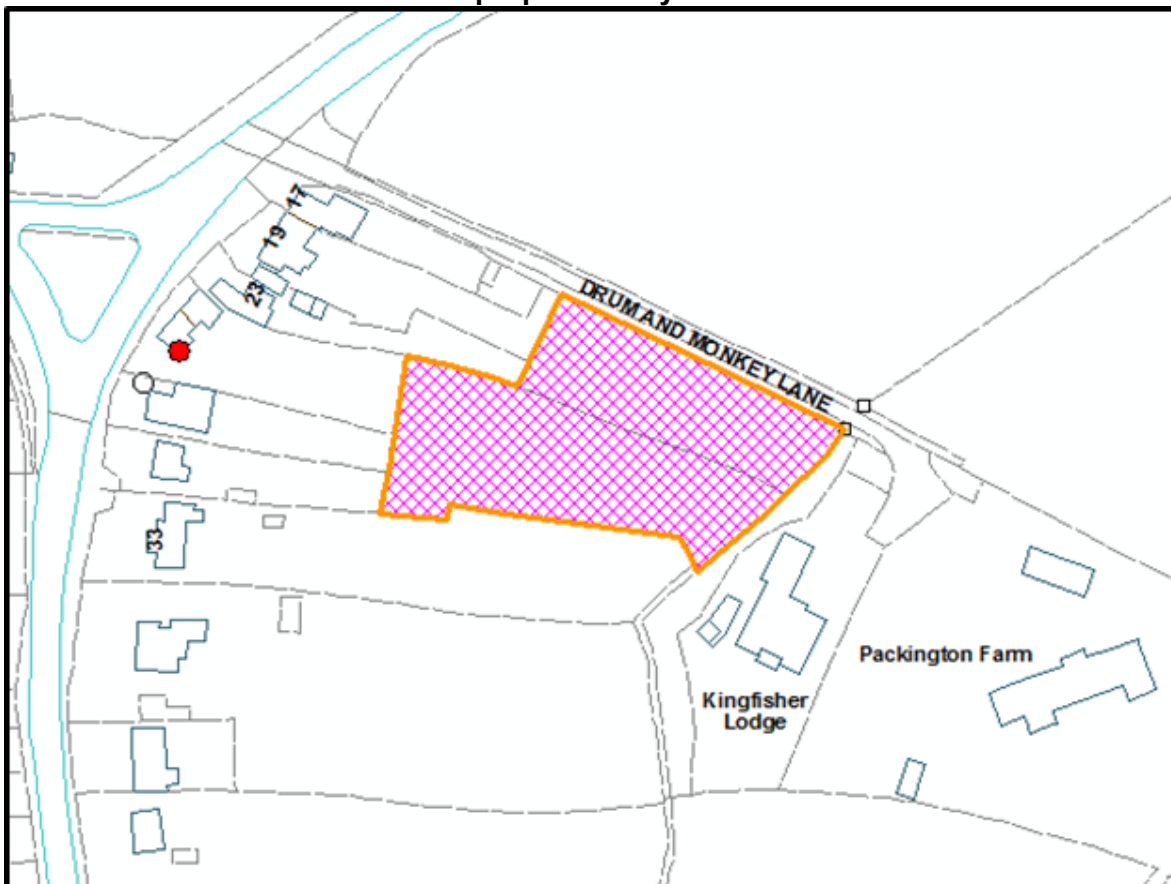 17
19
23
DRUM AND MONKEY LANE
33
Packington Farm
Kingfisher
Lodge